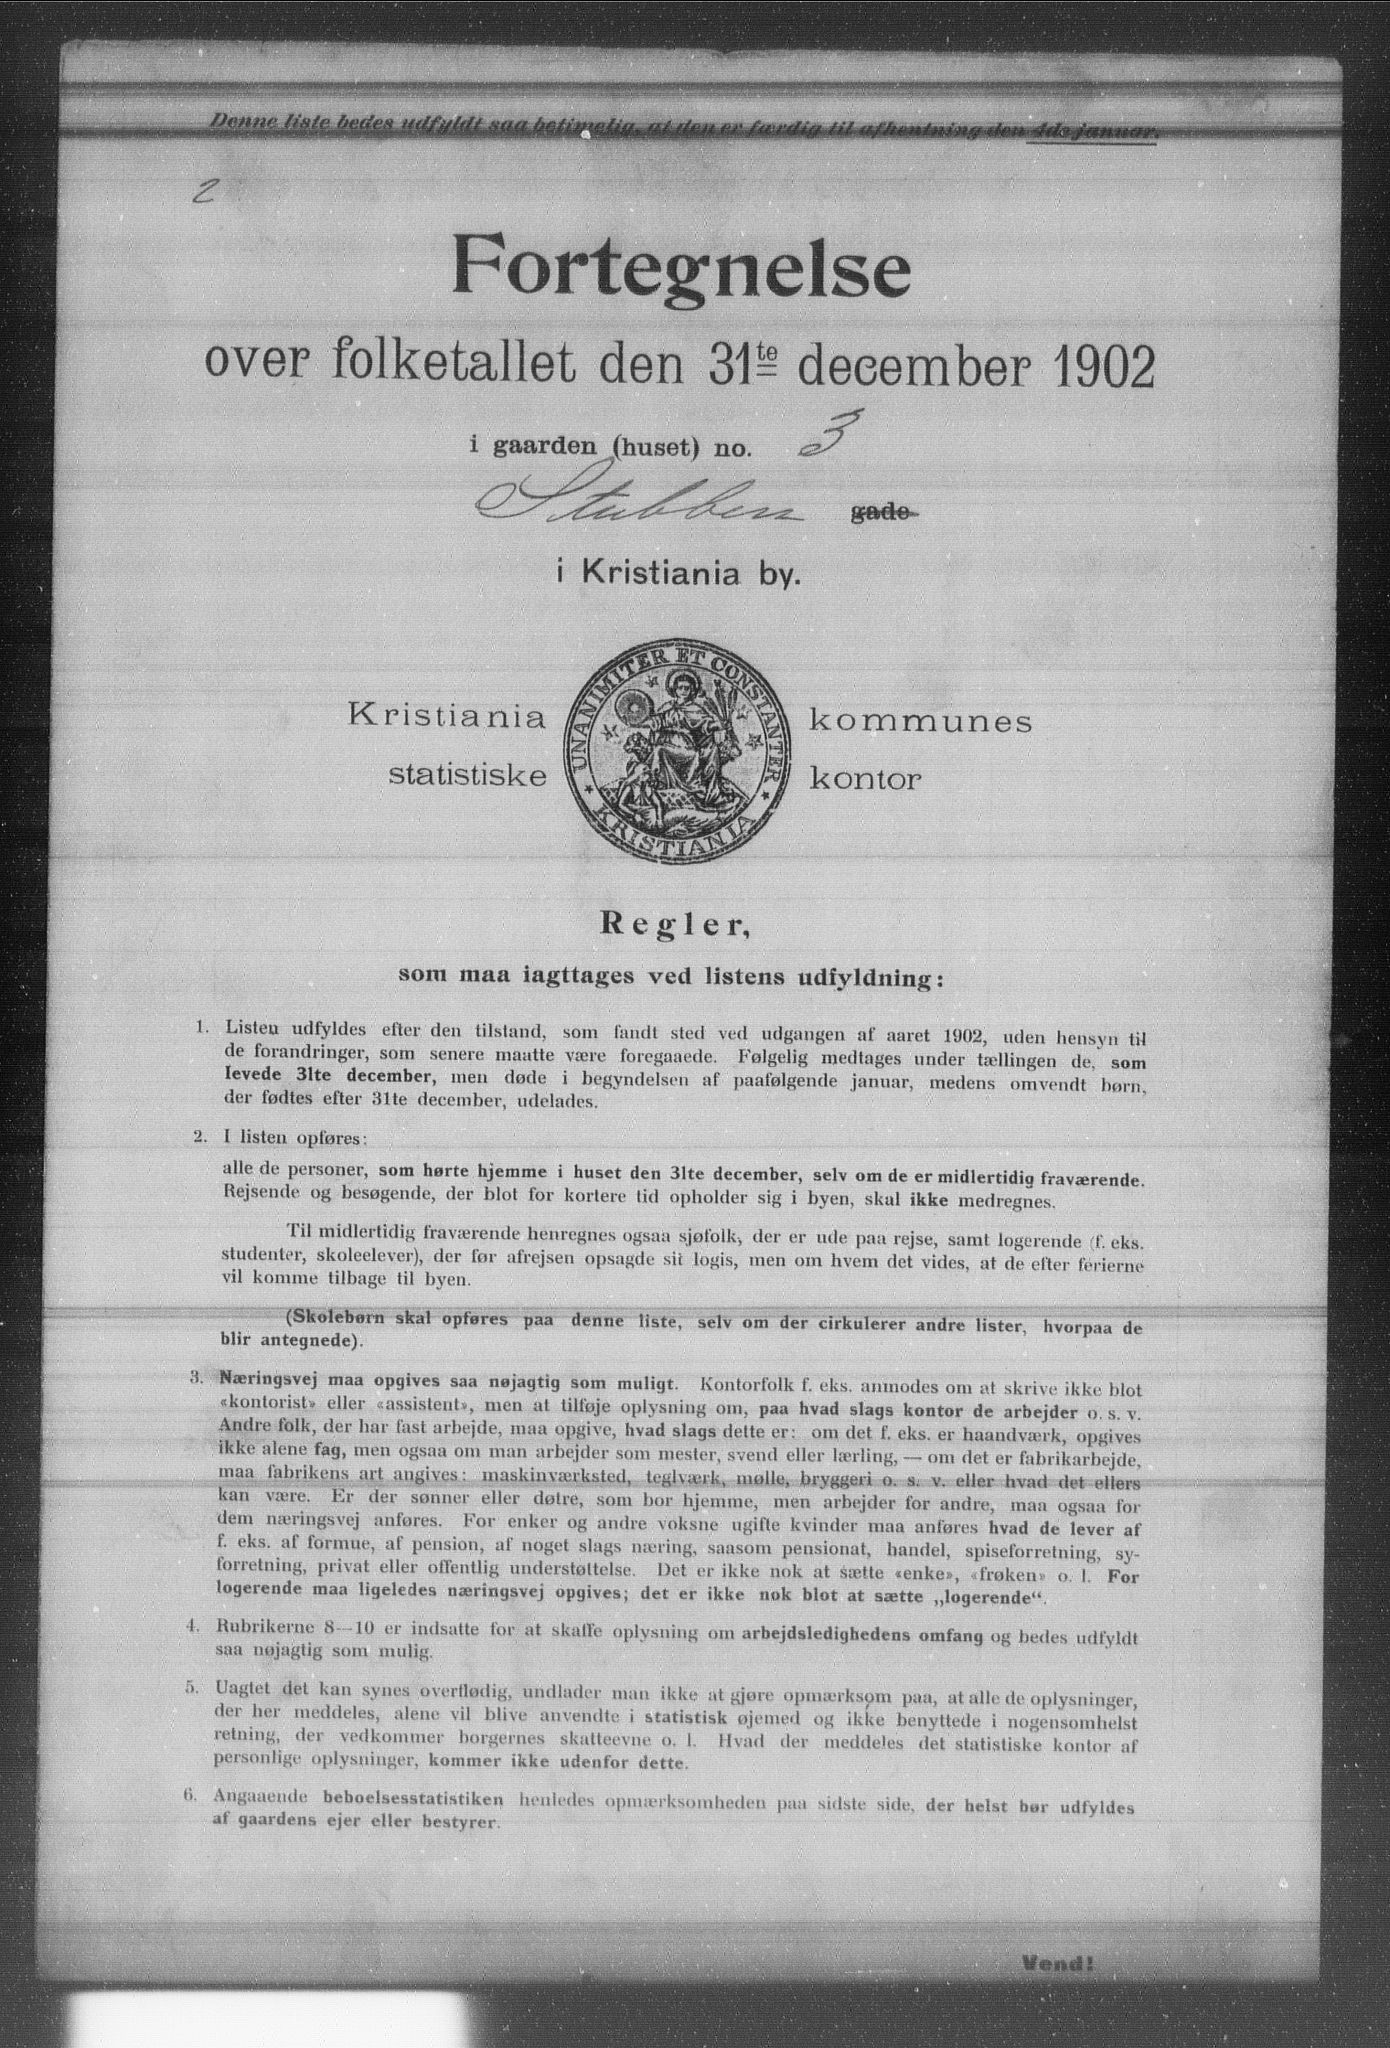 Denne liste bedes udfyldt saa betimelig, at den er færdig til afhentning den 4de januar.
2
Fortegnelse
over folketallet den 31te december 1902
i gaarden (huset) no. 3
Stubben gade
i Kristiania by.
UNANIMITER ET CONSTANTER
KRISTIANIA
Kristiania kommunes
statistiske kontor
Regler,
som maa iagttages ved listens udfyldning:
1. Listen udfyldes efter den tilstand, som fandt sted ved udgangen af aaret 1902, uden hensyn til
de forandringer, som senere maatte være foregaaede. Følgelig medtages under tællingen de, som
levede 31te december, men døde i begyndelsen af paafølgende januar, medens omvendt børn,
der fødtes efter 31te december, udelades.
2. I listen opføres:
alle de personer, som hørte hjemme i huset den 31te december, selv om de er midlertidig fraværende.
Rejsende og besøgende, der blot for kortere tid opholder sig i byen, skal ikke medregnes.
Til midlertidig fraværende henregnes ogsaa sjøfolk, der er ude paa rejse, samt logerende (f. eks.
studenter, skoleelever), der før afrejsen opsagde sit logis, men om hvem det vides, at de efter ferierne
vil komme tilbage til byen.
(Skolebørn skal opføres paa denne liste, selv om der cirkulerer andre lister, hvorpaa de
blir antegnede).
3. Næringsvej maa opgives saa nøjagtig som muligt. Kontorfolk f. eks. anmodes om at skrive ikke blot
«kontorist» eller «assistent», men at tilføje oplysning om, paa hvad slags kontor de arbejder o. s. v.
Andre folk, der har fast arbejde, maa opgive, hvad slags dette er: om det f. eks. er haandværk, opgives
ikke alene fag, men ogsaa om man arbejder som mester, svend eller lærling, — om det er fabrikarbejde,
maa fabrikens art angives: maskinværksted, teglværk, mølle, bryggeri o. s. v. eller hvad det ellers
kan være. Er der sønner eller døtre, som bor hjemme, men arbejder for andre, maa ogsaa for
dem næringsvej anføres. For enker og andre voksne ugifte kvinder maa anføres hvad de lever af
f. eks. af formue, af pension, af noget slags næring, saasom pensionat, handel, spiseforretning, sy-
forretning, privat eller offentlig understøttelse. Det er ikke nok at sætte «enke», «frøken» o. l. For
logerende maa ligeledes næringsvej opgives; det er ikke nok blot at sætte „logerende“.
4. Rubrikerne 8—10 er indsatte for at skaffe oplysning om arbejdsledighedens omfang og bedes udfyldt
saa nøjagtig som mulig.
5. Uagtet det kan synes overflødig, undlader man ikke at gjøre opmærksom paa, at alle de oplysninger,
der her meddeles, alene vil blive anvendte i statistisk øjemed og ikke benyttede i nogensomhelst
retning, der vedkommer borgernes skatteevne o. l. Hvad der meddeles det statistiske kontor af
personlige oplysninger, kommer ikke udenfor dette.
6. Angaaende beboelsesstatistiken henledes opmærksomheden paa sidste side, der helst bør udfyldes
af gaardens ejer eller bestyrer.
Vend!